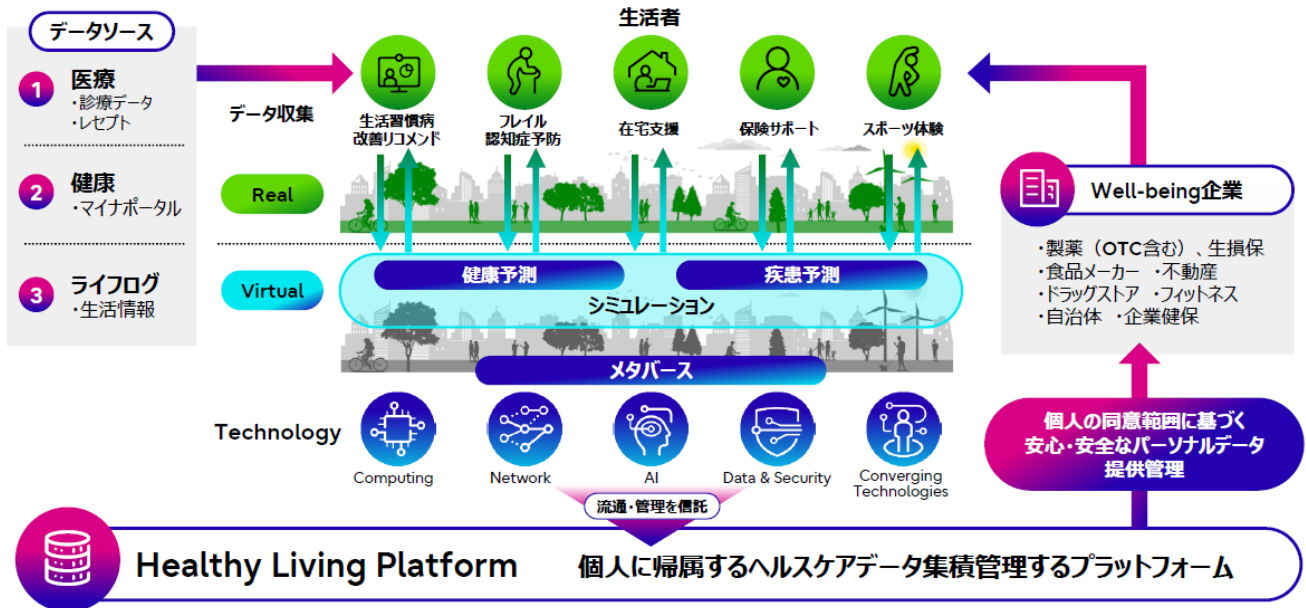 データソース
1
医療
・診療データ
・レセプト
2
健康
・マイナポータル
3
ライフログ
・生活情報
データ収集
生活者
生活習慣病
改善リコメンド
フレイル
認知症予防
在宅支援
保険サポート
スポーツ体験
Real
Virtual
健康予測
疾患予測
シミュレーション
メタバース
Technology
Computing
Network
AI
Data & Security
Converging
Technologies
流通・管理を信託
Well-being企業
・製薬（OTC含む）、生損保
・食品メーカー ・不動産
・ドラッグストア ・フィットネス
・自治体 ・企業健保
個人の同意範囲に基づく
安心・安全なパーソナルデータ
提供管理
Healthy Living Platform 個人に帰属するヘルスケアデータ集積管理するプラットフォーム